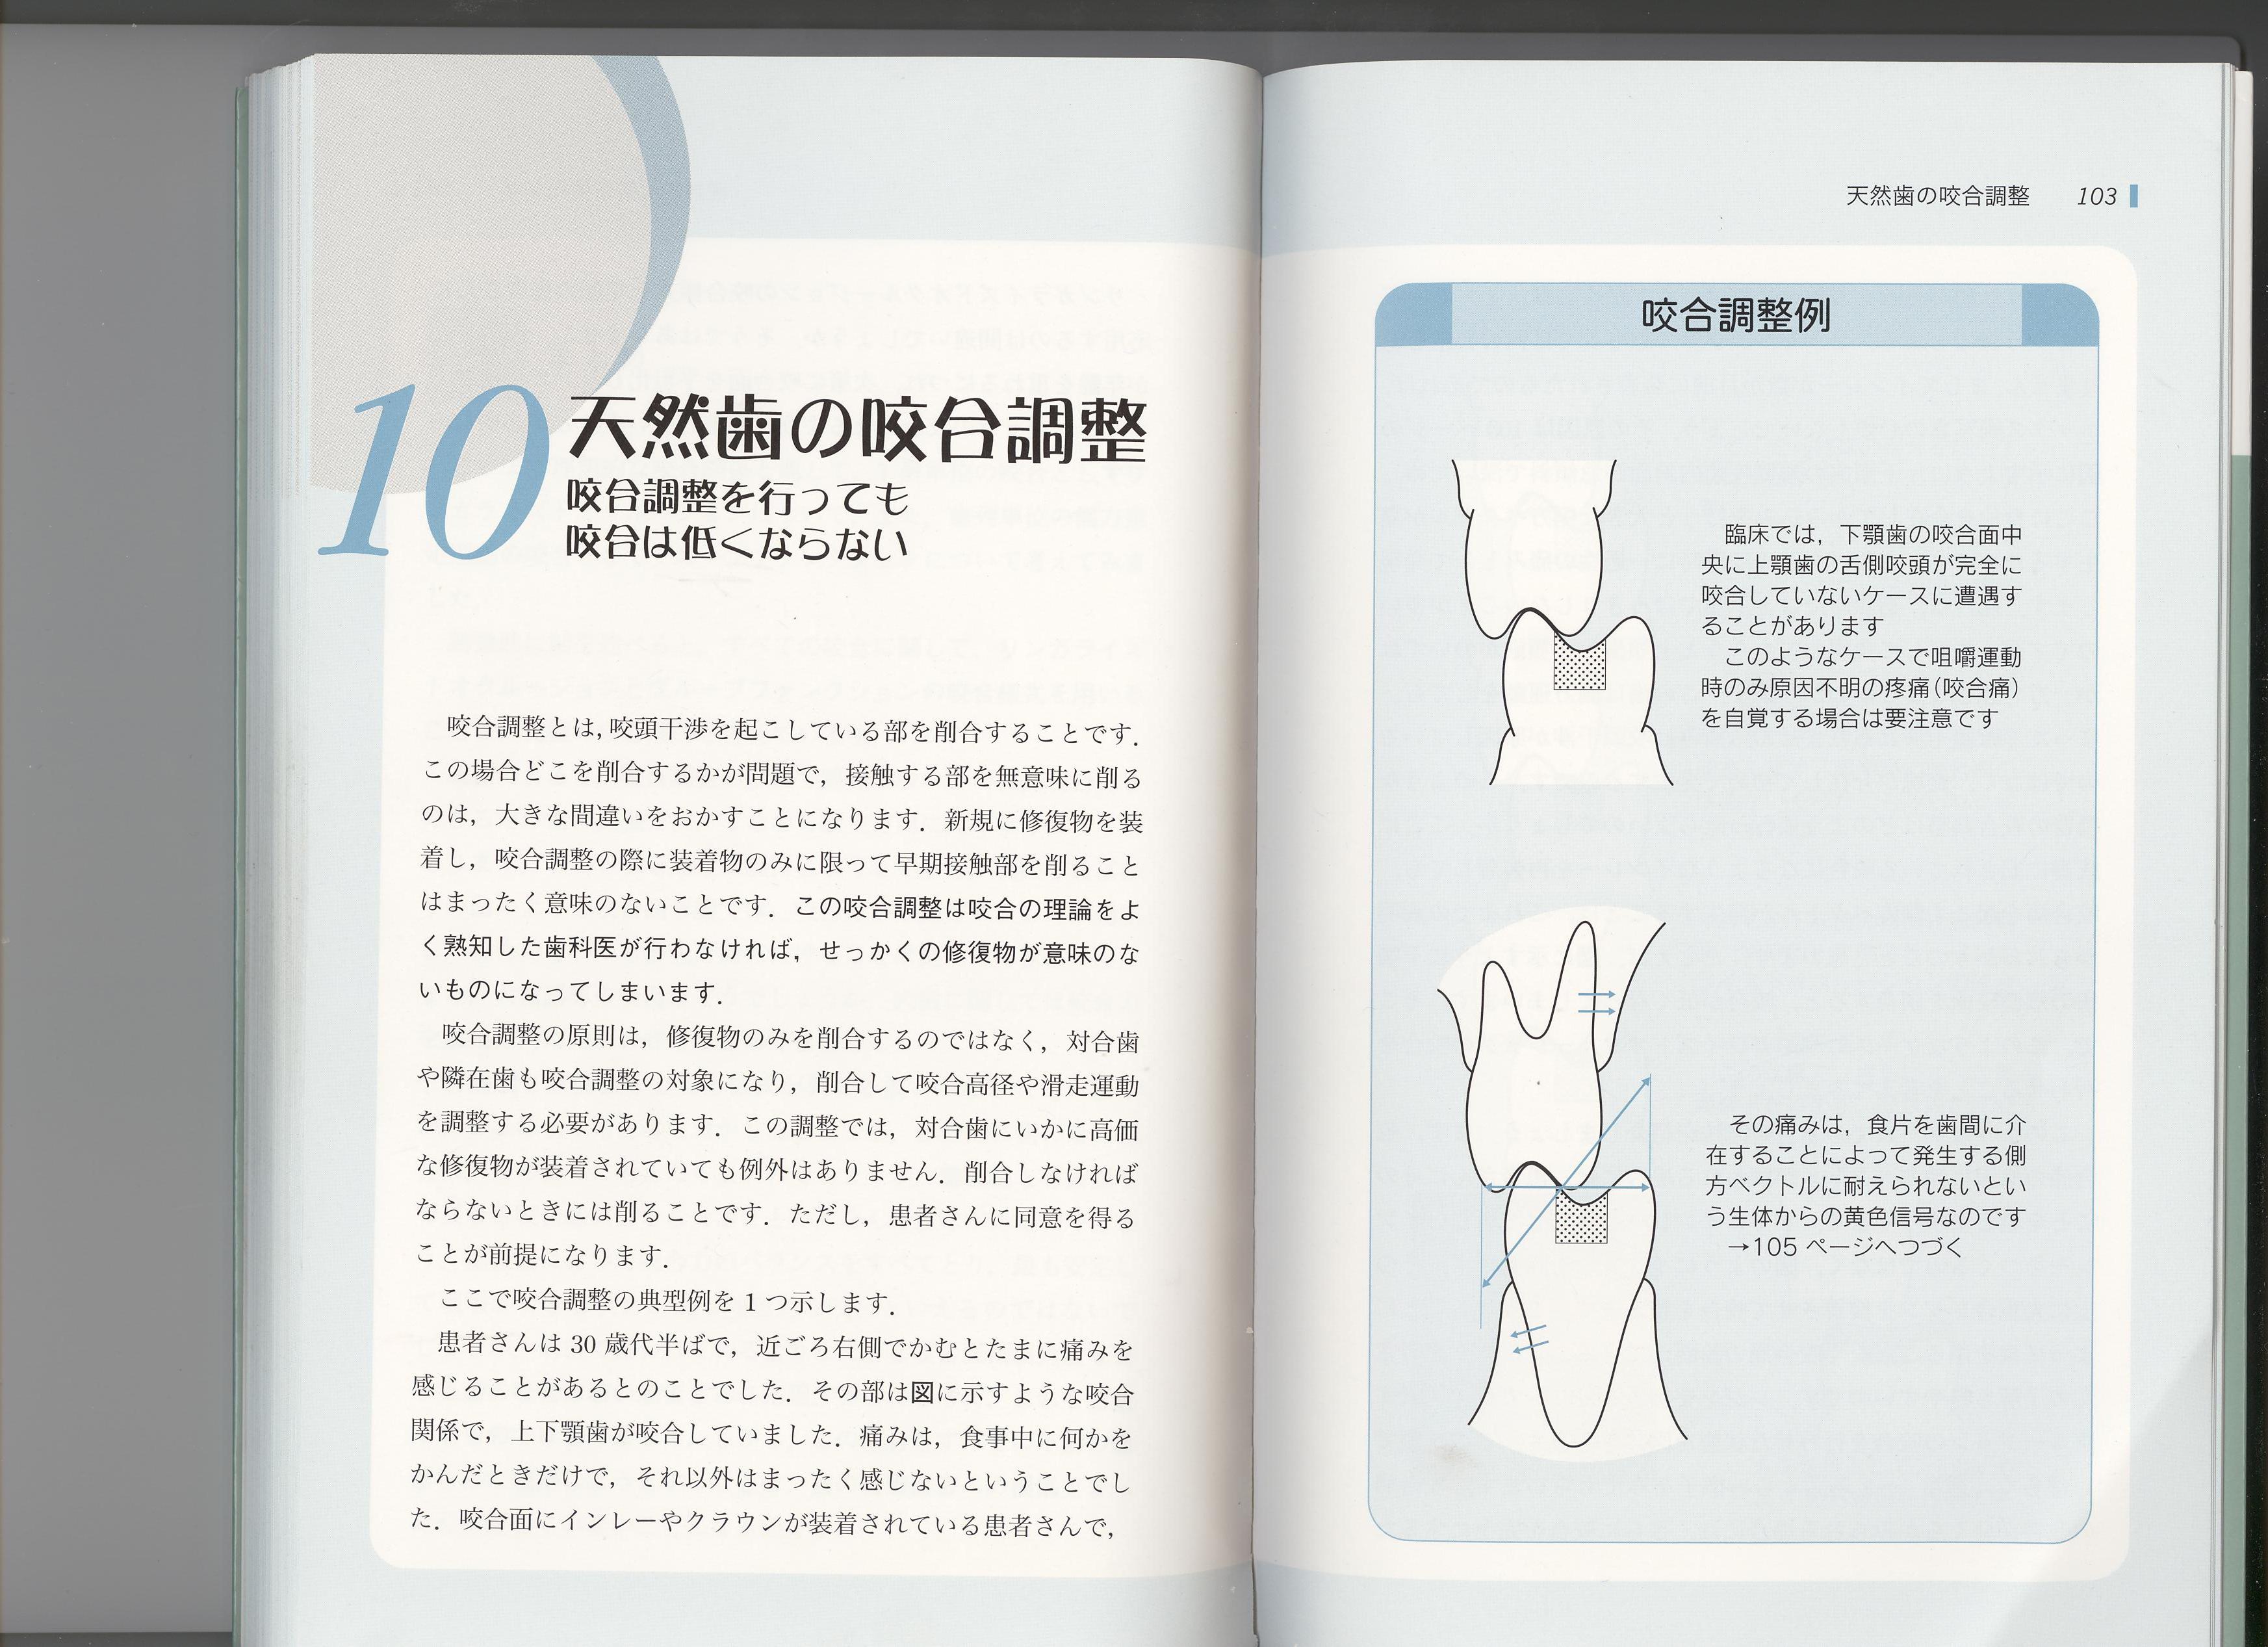 10
天然歯の咬合調整
咬合調整を行っても
咬合は低くならない
咬合調整とは，咬頭干渉を起こしている部を削合することです．
この場合どこを削合するかが問題で，接触する部を無意味に削る
のは，大きな間違いをおかすことになります．新規に修復物を装
着し，咬合調整の際に装着物のみに限って早期接触部を削ること
はまったく意味のないことです．この咬合調整は咬合の理論をよ
く熟知した歯科医が行わなければ，せっかくの修復物が意味のな
いものになってしまいます．
咬合調整の原則は，修復物のみを削合するのではなく，対合歯
や隣在歯も咬合調整の対象になり，削合して咬合高径や滑走運動
を調整する必要があります．この調整では，対合歯にいかに高価
な修復物が装着されていても例外はありません．削合しなければ
ならないときには削ることです．ただし，患者さんに同意を得る
ことが前提になります．
ここで咬合調整の典型例を 1 つ示します．
患者さんは 30 歳代半ばで，近ごろ右側でかむとたまに痛みを
感じることがあるとのことでした．その部は図に示すような咬合
関係で，上下顎歯が咬合していました．痛みは，食事中に何かを
かんだときだけで，それ以外はまったく感じないということでし
た．咬合面にインレーやクラウンが装着されている患者さんで，
天然歯の咬合調整 103
咬合調整例
臨床では，下顎歯の咬合面中
央に上顎歯の舌側咬頭が完全に
咬合していないケースに遭遇す
ることがあります
このようなケースで咀嚼運動
時のみ原因不明の疼痛（咬合痛）
を自覚する場合は要注意です
その痛みは，食片を歯間に介
在することによって発生する側
方ベクトルに耐えられないとい
う生体からの黄色信号なのです
→105 ページへつづく